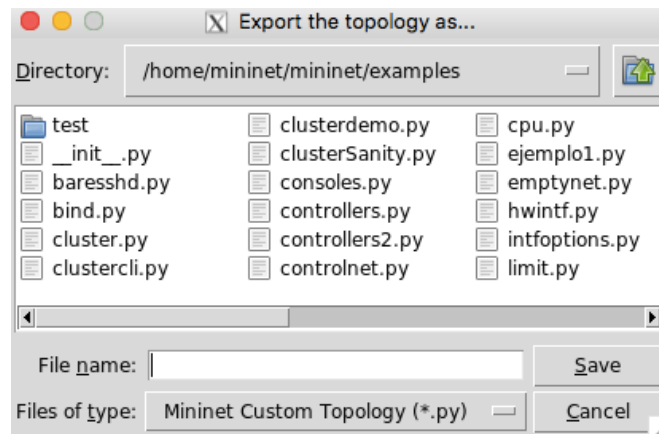 Export the topology as...
Directory: /home/mininet/mininet/examples
test clusterdemo.py cpu.py
__init__.py clusterSanity.py ejemplo1.py
baresshd.py consoles.py emptynet.py
bind.py controllers.py hwintf.py
cluster.py controllers2.py intfoptions.py
clustercli.py controlnet.py limit.py
File name: Save
Files of type: Mininet Custom Topology (*.py) Cancel